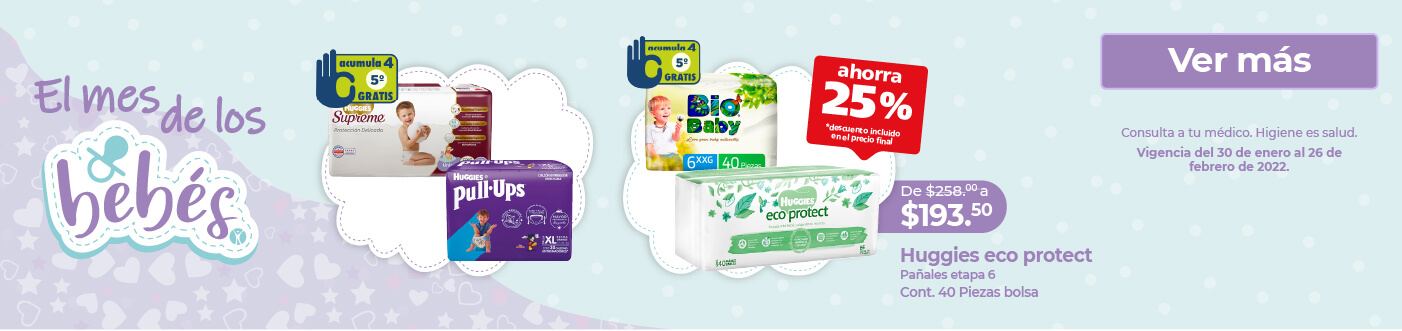 El mes
de los
bebés
acumula 4
5º
GRATIS
HUGGIES
Supreme
Protección Delicada
HUGGIES
Pull-Ups
XL
acumula 4
5º
GRATIS
Bio
Baby
6XXG
40 Piezas
ahorra
25%
*descuento incluido
en el precio final
HUGGIES
eco protect
De $258.00 a
$193.50
Huggies eco protect
Pañales etapa 6
Cont. 40 Piezas bolsa
Ver más
Consulta a tu médico. Higiene es salud.
Vigencia del 30 de enero al 26 de
febrero de 2022.